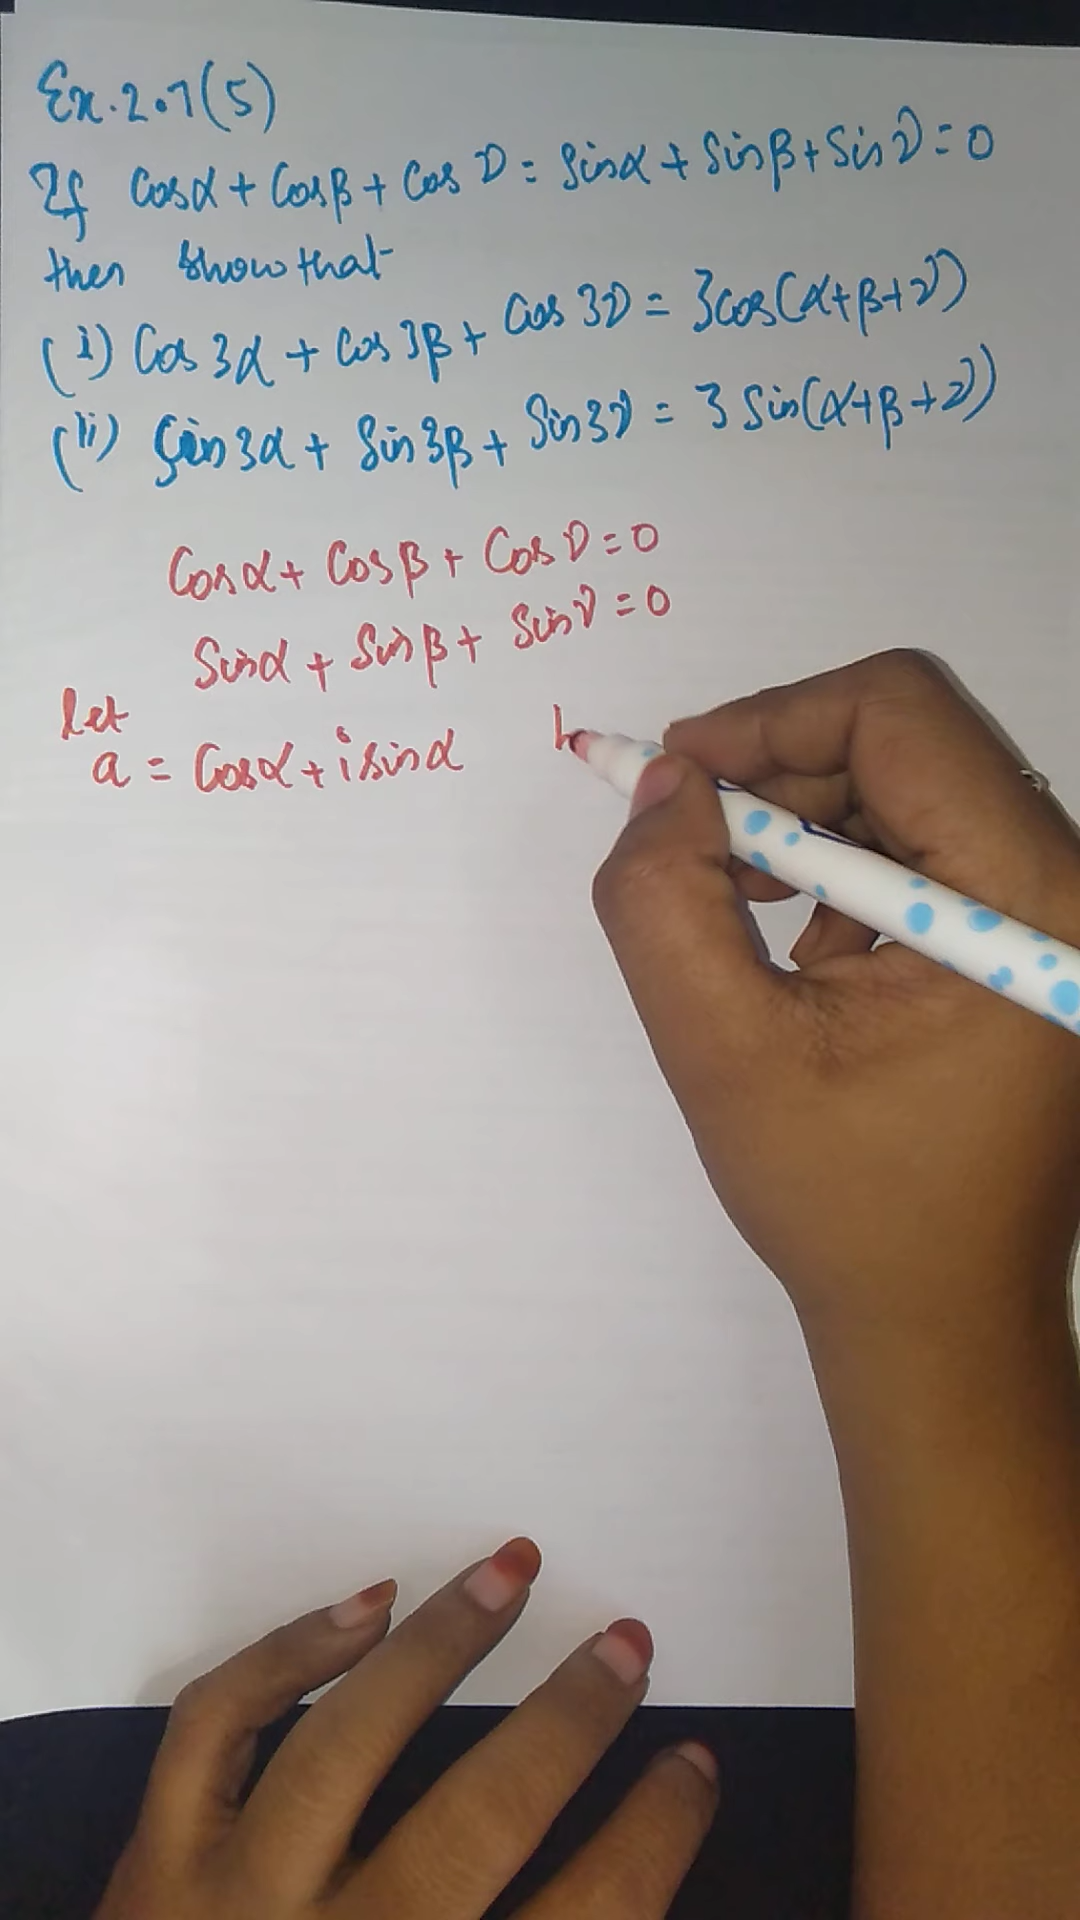 Ex.2.7(5)
If Cosα + Cosβ + Cosγ = Sinα + Sinβ + Sinγ = 0
then show that
(i) Cos 3α + Cos 3β + Cos 3γ = 3cos(α+β+γ)
(ii) Sin 3α + Sin 3β + Sin 3γ = 3 Sin(α+β+γ)
Cosα + Cosβ + Cosγ = 0
Sinα + Sinβ + Sinγ = 0
let
a = Cosα + i sinα b